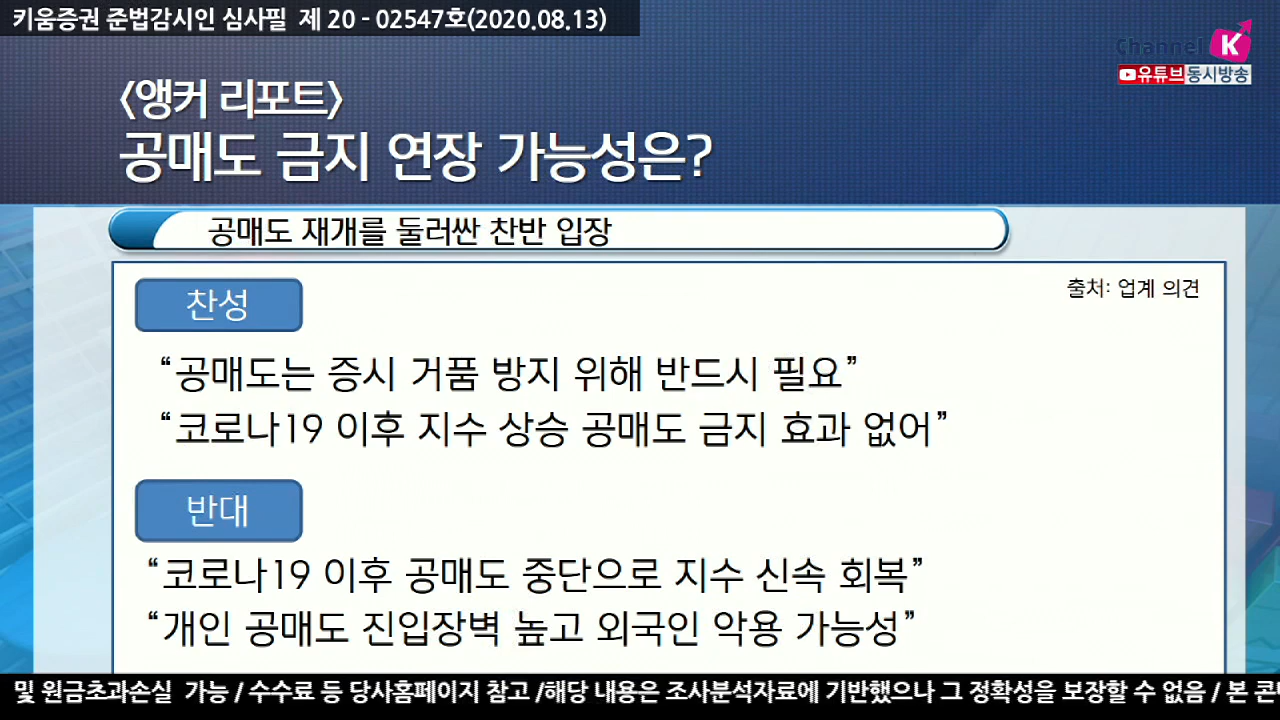 키움증권 준법감시인 심사필 제 20 - 02547호(2020.08.13)
Channel K
유튜브동시방송
<앵커 리포트>
공매도 금지 연장 가능성은?
공매도 재개를 둘러싼 찬반 입장
출처: 업계 의견
찬성
“공매도는 증시 거품 방지 위해 반드시 필요”
“코로나19 이후 지수 상승 공매도 금지 효과 없어”
반대
“코로나19 이후 공매도 중단으로 지수 신속 회복”
“개인 공매도 진입장벽 높고 외국인 악용 가능성”
및 원금초과손실 가능 / 수수료 등 당사홈페이지 참고 /해당 내용은 조사분석자료에 기반했으나 그 정확성을 보장할 수 없음 / 본 콘